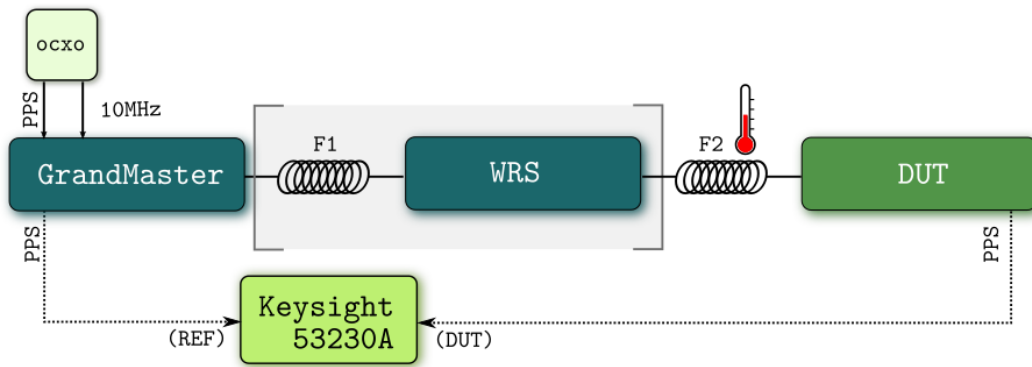 ocxo
PPS
10MHz
F1
F2
GrandMaster
WRS
DUT
PPS
PPS
Keysight
53230A
(REF)
(DUT)